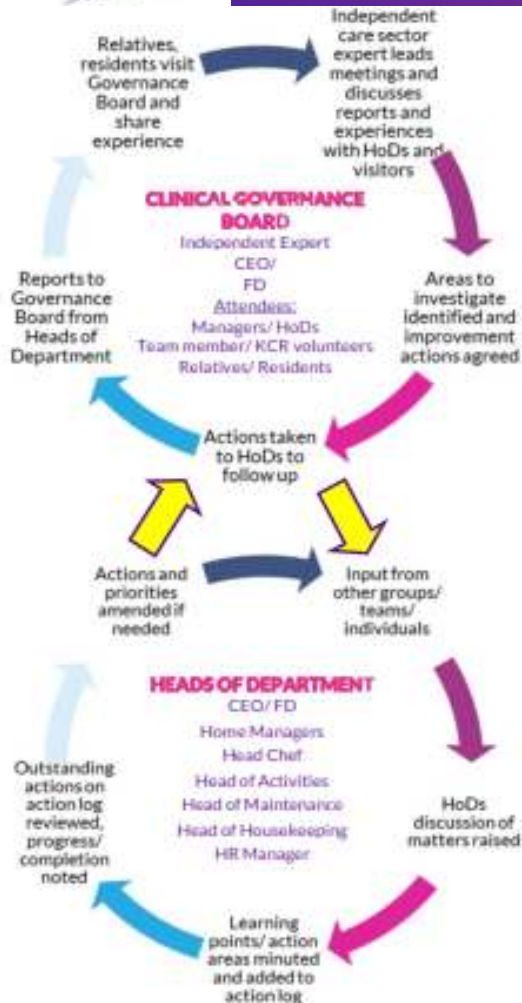 Relatives,
residents visit
Governance
Board and
share
experience
Independent
care sector
expert leads
meetings and
discusses
reports and
experiences
with HoDs and
visitors
CLINICAL GOVERNANCE
BOARD
Independent Expert
CEO/
FD
Attendees:
Managers/ HoDs
Team member/ KCR volunteers
Relatives/ Residents
Reports to
Governance
Board from
Heads of
Department
Areas to
investigate
identified and
improvement
actions agreed
Actions taken
to HoDs to
follow up
Actions and
priorities
amended if
needed
Input from
other groups/
teams/
individuals
HEADS OF DEPARTMENT
CEO/ FD
Home Managers
Head Chef
Head of Activities
Head of Maintenance
Head of Housekeeping
HR Manager
Outstanding
actions on
action log
reviewed,
progress/
completion
noted
HoDs
discussion of
matters raised
Learning
points/ action
areas minuted
and added to
action log